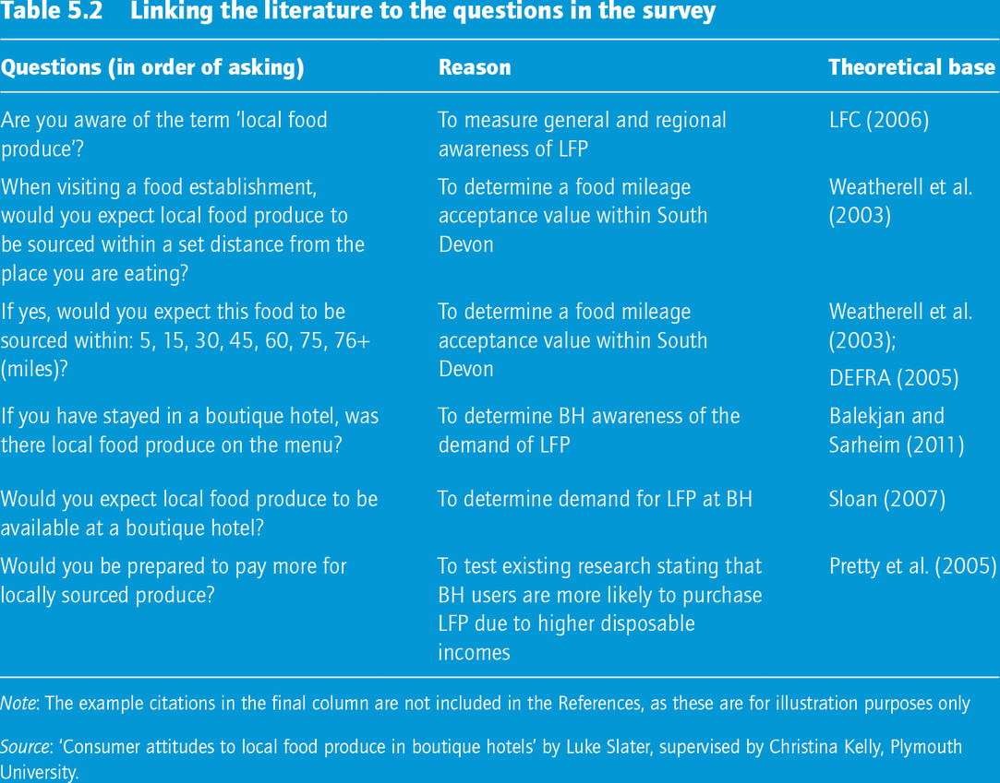 Table 5.2 Linking the literature to the questions in the survey
Questions (in order of asking) Reason Theoretical base
Are you aware of the term ‘local food
produce’?
To measure general and regional
awareness of LFP
LFC (2006)
When visiting a food establishment,
would you expect local food produce to
be sourced within a set distance from the
place you are eating?
To determine a food mileage
acceptance value within South
Devon
Weatherell et al.
(2003)
If yes, would you expect this food to be
sourced within: 5, 15, 30, 45, 60, 75, 76+
(miles)?
To determine a food mileage
acceptance value within South
Devon
Weatherell et al.
(2003);
DEFRA (2005)
If you have stayed in a boutique hotel, was
there local food produce on the menu?
To determine BH awareness of the
demand of LFP
Balekjan and
Sarheim (2011)
Would you expect local food produce to be
available at a boutique hotel?
To determine demand for LFP at BH
Sloan (2007)
Would you be prepared to pay more for
locally sourced produce?
To test existing research stating that
BH users are more likely to purchase
LFP due to higher disposable
incomes
Pretty et al. (2005)
Note: The example citations in the final column are not included in the References, as these are for illustration purposes only
Source: ‘Consumer attitudes to local food produce in boutique hotels’ by Luke Slater, supervised by Christina Kelly, Plymouth
University.